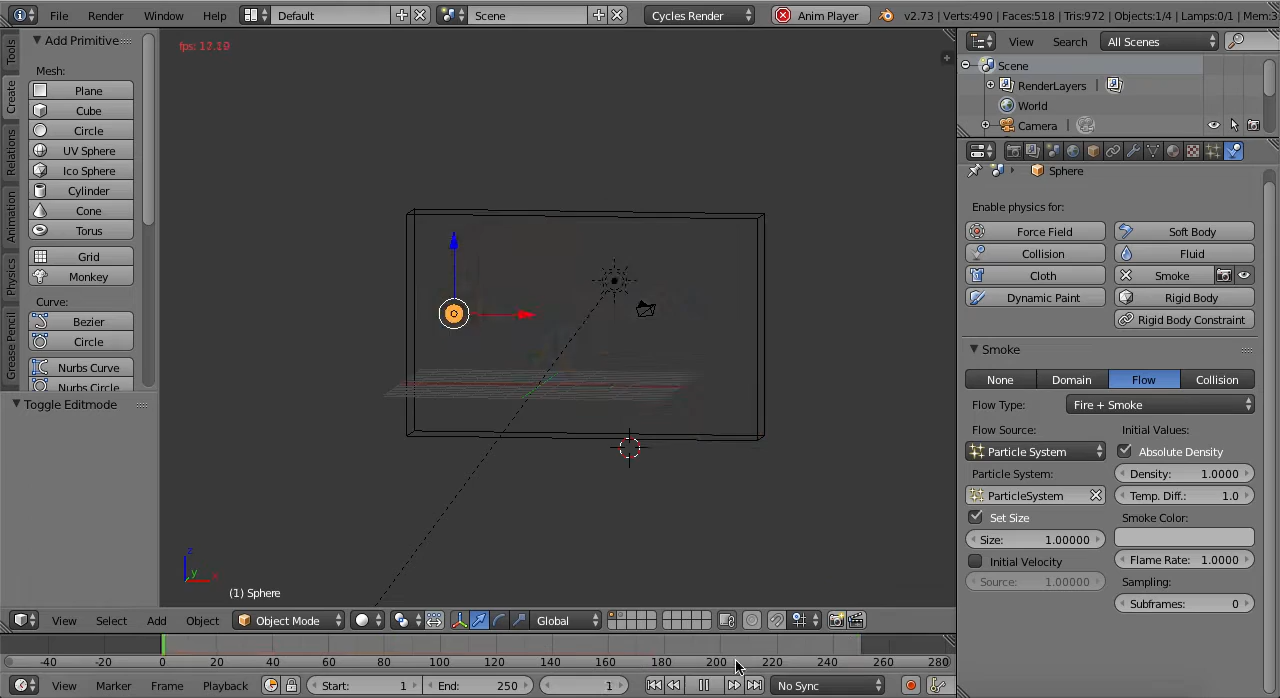 File Render Window Help Default Scene Cycles Render Anim Player v2.73 | Verts:490 | Faces:518 | Tris:972 | Objects:1/4 | Lamps:0/1 | Mem:3
Tools
Create
Relations
Animation
Physics
Grease Pencil
Add Primitive
Mesh:
Plane
Cube
Circle
UV Sphere
Ico Sphere
Cylinder
Cone
Torus
Grid
Monkey
Curve:
Bezier
Circle
Nurbs Curve
Nurbs Circle
Toggle Editmode
fps: 12.19
z
y
x
(1) Sphere
View Select Add Object Object Mode Global
-40 -20 0 20 40 60 80 100 120 140 160 180 200 220 240 260 280
View Marker Frame Playback Start: 1 End: 250 1 No Sync
View Search All Scenes
Scene
RenderLayers
World
Camera
Sphere
Enable physics for:
Force Field Soft Body
Collision Fluid
Cloth Smoke
Dynamic Paint Rigid Body
Rigid Body Constraint
Smoke
None Domain Flow Collision
Flow Type: Fire + Smoke
Flow Source: Initial Values:
Particle System Absolute Density
Particle System: Density: 1.0000
ParticleSystem Temp. Diff.: 1.0
Set Size Smoke Color:
Size: 1.00000
Initial Velocity Flame Rate: 1.0000
Source: 1.00000 Sampling:
Subframes: 0